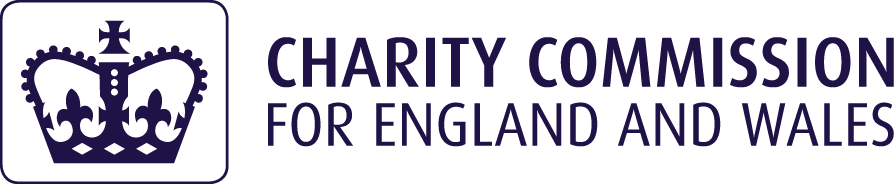 CHARITY COMMISSION
FOR ENGLAND AND WALES